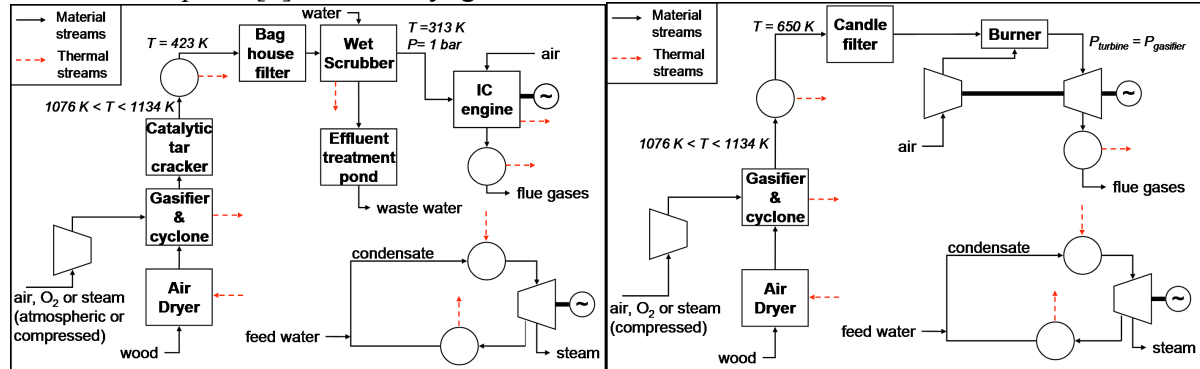 water
Material
streams
Thermal
streams
T = 423 K
Bag
house
filter
Wet
Scrubber
T=313 K
P= 1 bar
air
IC
engine
~
1076 K < T < 1134 K
Catalytic
tar
cracker
Effluent
treatment
pond
flue gases
waste water
Gasifier
&
cyclone
condensate
air, O2 or steam
(atmospheric or
compressed)
Air
Dryer
~
feed water
wood
steam
Material
streams
Thermal
streams
T = 650 K
Candle
filter
Burner
Pturbine = Pgasifier
~
air
1076 K < T < 1134 K
flue gases
Gasifier
&
cyclone
condensate
air, O2 or steam
(compressed)
Air
Dryer
~
feed water
wood
steam